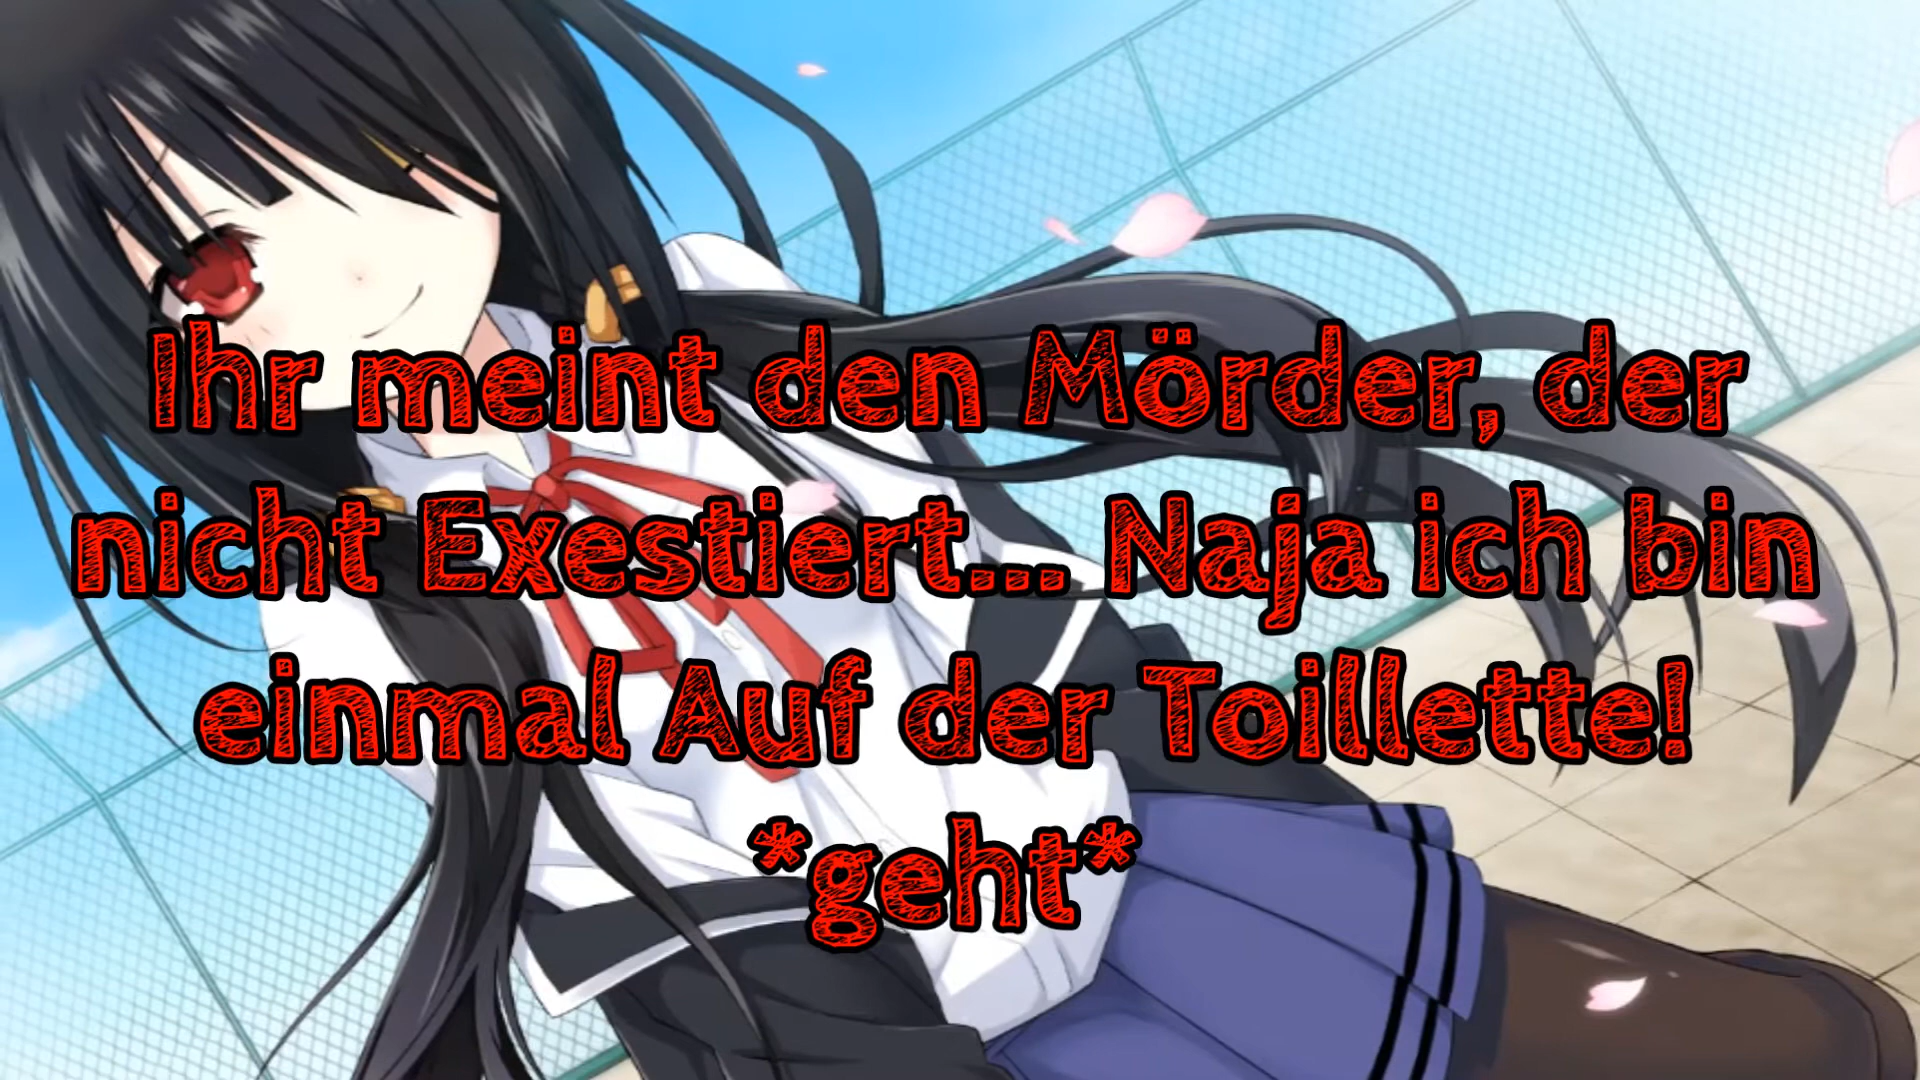 Ihr meint den Mörder, der
nicht Exestiert... Naja ich bin
einmal Auf der Toillette!
*geht*